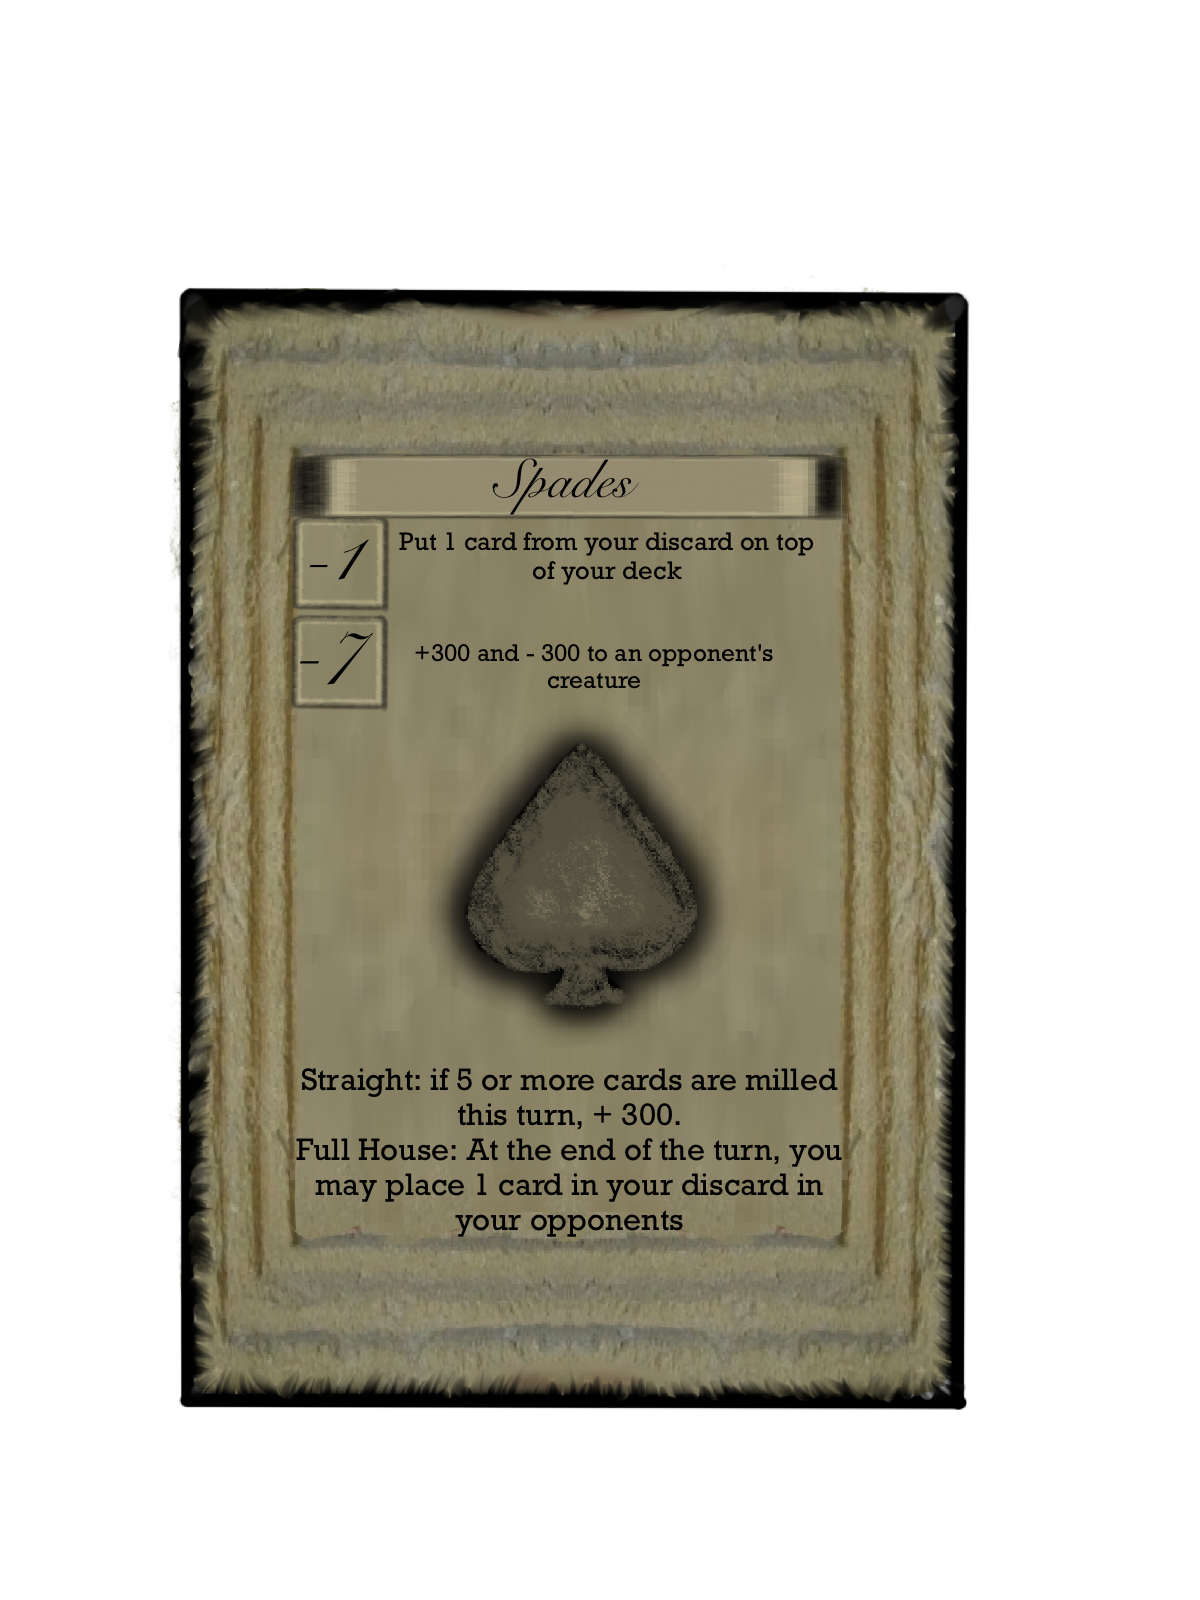 Spades
-1
Put 1 card from your discard on top
of your deck
-7
+300 and - 300 to an opponent's
creature
Straight: if 5 or more cards are milled
this turn, + 300.
Full House: At the end of the turn, you
may place 1 card in your discard in
your opponents